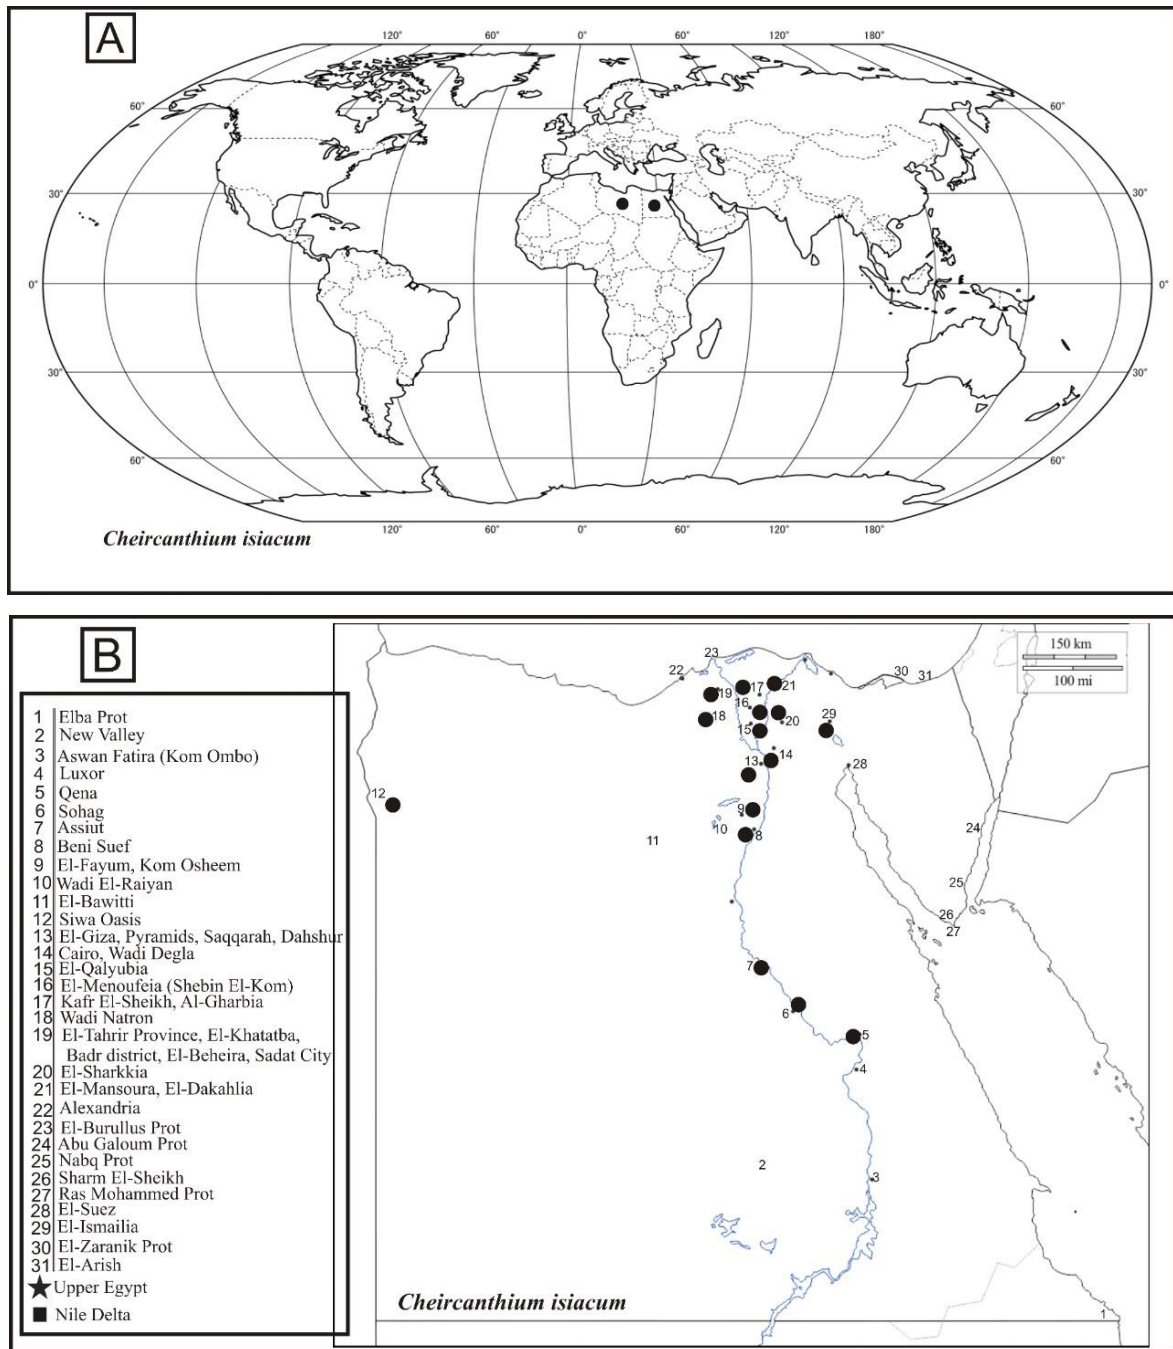 A
120° 60° 0° 60° 120° 180°
60° 60°
30° 30°
0° 0°
30° 30°
60° 60°
120° 60° 0° 60° 120° 180°
Cheircanthium isiacum
B
1 Elba Prot
2 New Valley
3 Aswan Fatira (Kom Ombo)
4 Luxor
5 Qena
6 Sohag
7 Assiut
8 Beni Suef
9 El-Fayum, Kom Osheem
10 Wadi El-Raiyan
11 El-Bawitti
12 Siwa Oasis
13 El-Giza, Pyramids, Saqqarah, Dahshur
14 Cairo, Wadi Degla
15 El-Qalyubia
16 El-Menoufeia (Shebin El-Kom)
17 Kafr El-Sheikh, Al-Gharbia
18 Wadi Natron
19 El-Tahrir Province, El-Khatatba,
Badr district, El-Beheira, Sadat City
20 El-Sharkkia
21 El-Mansoura, El-Dakahlia
22 Alexandria
23 El-Burullus Prot
24 Abu Galoum Prot
25 Nabq Prot
26 Sharm El-Sheikh
27 Ras Mohammed Prot
28 El-Suez
29 El-Ismailia
30 El-Zaranik Prot
31 El-Arish
Upper Egypt
Nile Delta
150 km
100 mi
23
22 30 31
19 17 21
16
18 20 29
15
14
13 28
12
9
10 8 24
11
25
26
27
7
6
5
4
2
3
1
Cheircanthium isiacum